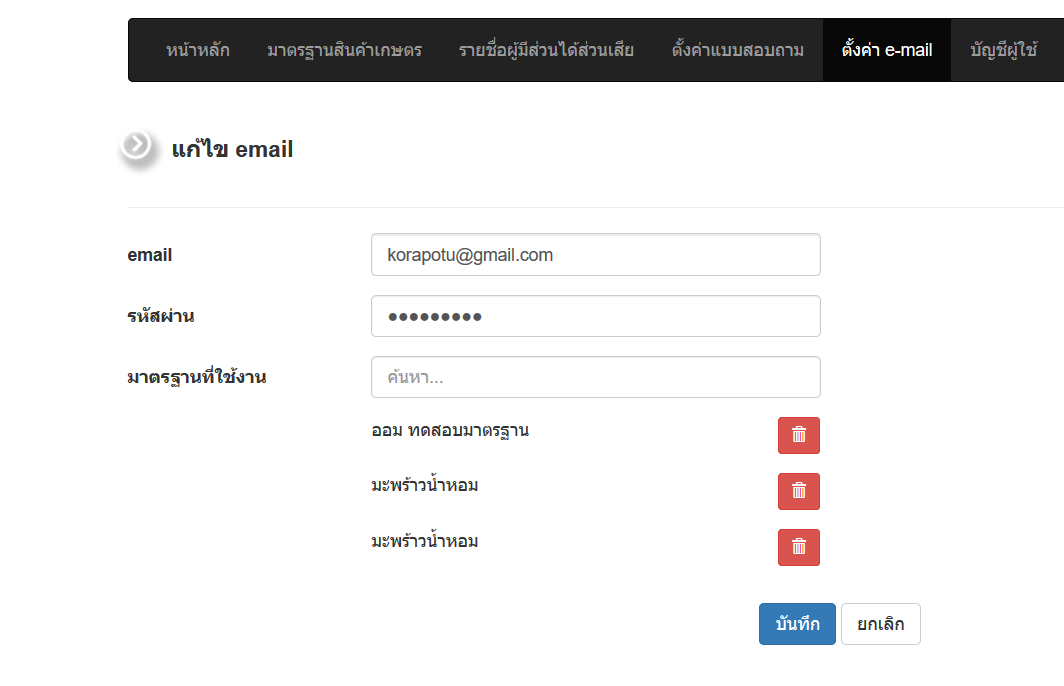 หน้าหลัก มาตรฐานสินค้าเกษตร รายชื่อผู้มีส่วนได้ส่วนเสีย ตั้งค่าแบบสอบถาม ตั้งค่า e-mail บัญชีผู้ใช้
แก้ไข email
email korapotu@gmail.com
รหัสผ่าน •••••••••
มาตรฐานที่ใช้งาน ค้นหา...
ออม ทดสอบมาตรฐาน
มะพร้าวน้ำหอม
มะพร้าวน้ำหอม
บันทึก ยกเลิก